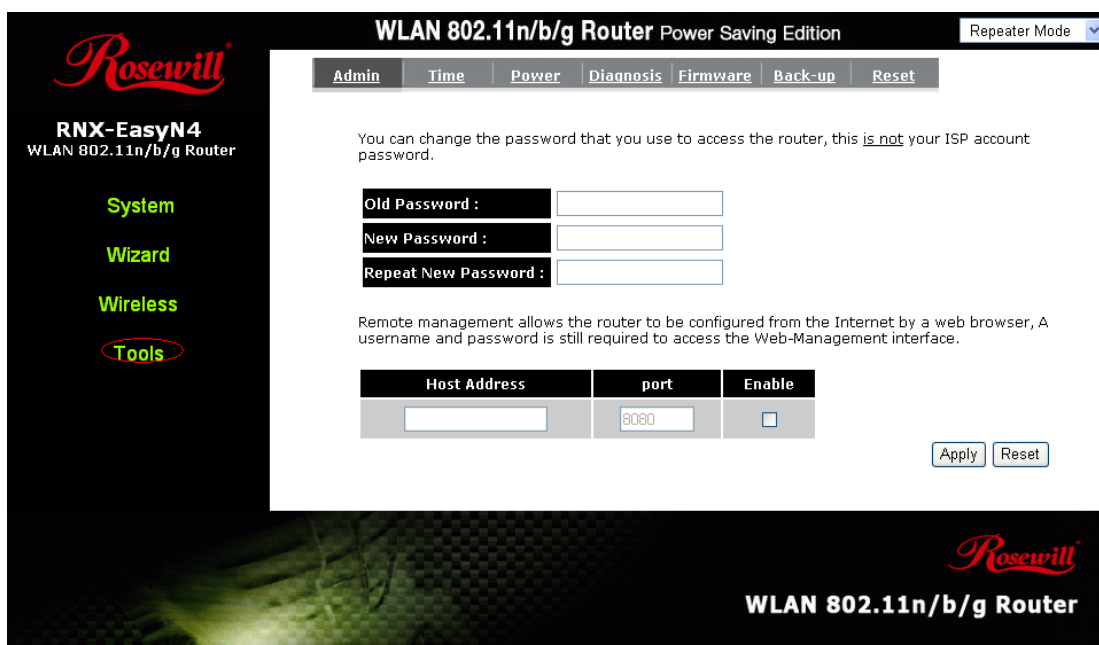 WLAN 802.11n/b/g Router Power Saving Edition
Repeater Mode
Rosewill
Admin Time Power Diagnosis Firmware Back-up Reset
RNX-EasyN4
WLAN 802.11n/b/g Router
System
Wizard
Wireless
Tools
You can change the password that you use to access the router, this is not your ISP account
password.
Old Password :
New Password :
Repeat New Password :
Remote management allows the router to be configured from the Internet by a web browser, A
username and password is still required to access the Web-Management interface.
Host Address port Enable
8080
Apply Reset
Rosewill
WLAN 802.11n/b/g Router